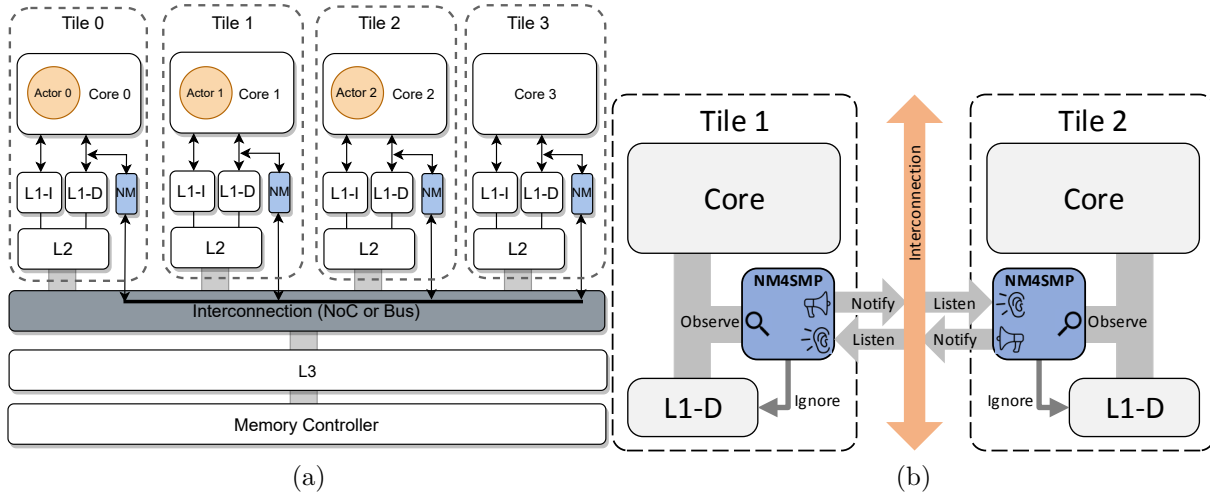 Tile 0
Tile 1
Tile 2
Tile 3
Actor 0
Core 0
Actor 1
Core 1
Actor 2
Core 2
Core 3
L1-I
L1-D
NM
L1-I
L1-D
NM
L1-I
L1-D
NM
L1-I
L1-D
NM
L2
L2
L2
L2
Interconnection (NoC or Bus)
L3
Memory Controller
(a)
Tile 1
Core
NM4SMP
Observe
Notify
Listen
Ignore
L1-D
Interconnection
Tile 2
Core
NM4SMP
Listen
Notify
Observe
Ignore
L1-D
(b)